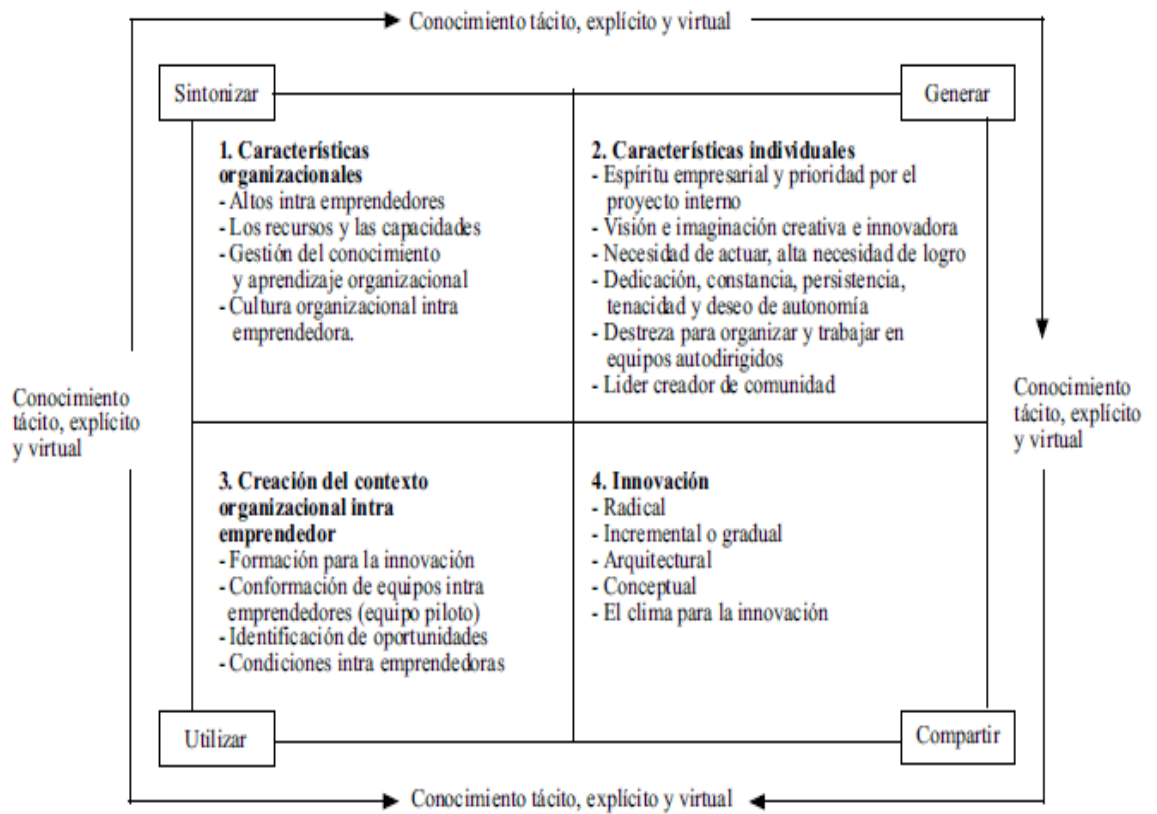 Conocimiento tácito, explícito y virtual
Sintonizar
Generar
1. Características
organizacionales
- Altos intra emprendedores
- Los recursos y las capacidades
- Gestión del conocimiento
y aprendizaje organizacional
- Cultura organizacional intra
emprendedora.
2. Características individuales
- Espíritu empresarial y prioridad por el
proyecto interno
- Visión e imaginación creativa e innovadora
- Necesidad de actuar, alta necesidad de logro
- Dedicación, constancia, persistencia,
tenacidad y deseo de autonomía
- Destreza para organizar y trabajar en
equipos autodirigidos
- Lider creador de comunidad
Conocimiento
tácito, explícito
y virtual
Conocimiento
tácito, explícito
y virtual
3. Creación del contexto
organizacional intra
emprendedor
- Formación para la innovación
- Conformación de equipos intra
emprendedores (equipo piloto)
- Identificación de oportunidades
- Condiciones intra emprendedoras
4. Innovación
- Radical
- Incremental o gradual
- Arquitectural
- Conceptual
- El clima para la innovación
Utilizar
Compartir
Conocimiento tácito, explícito y virtual